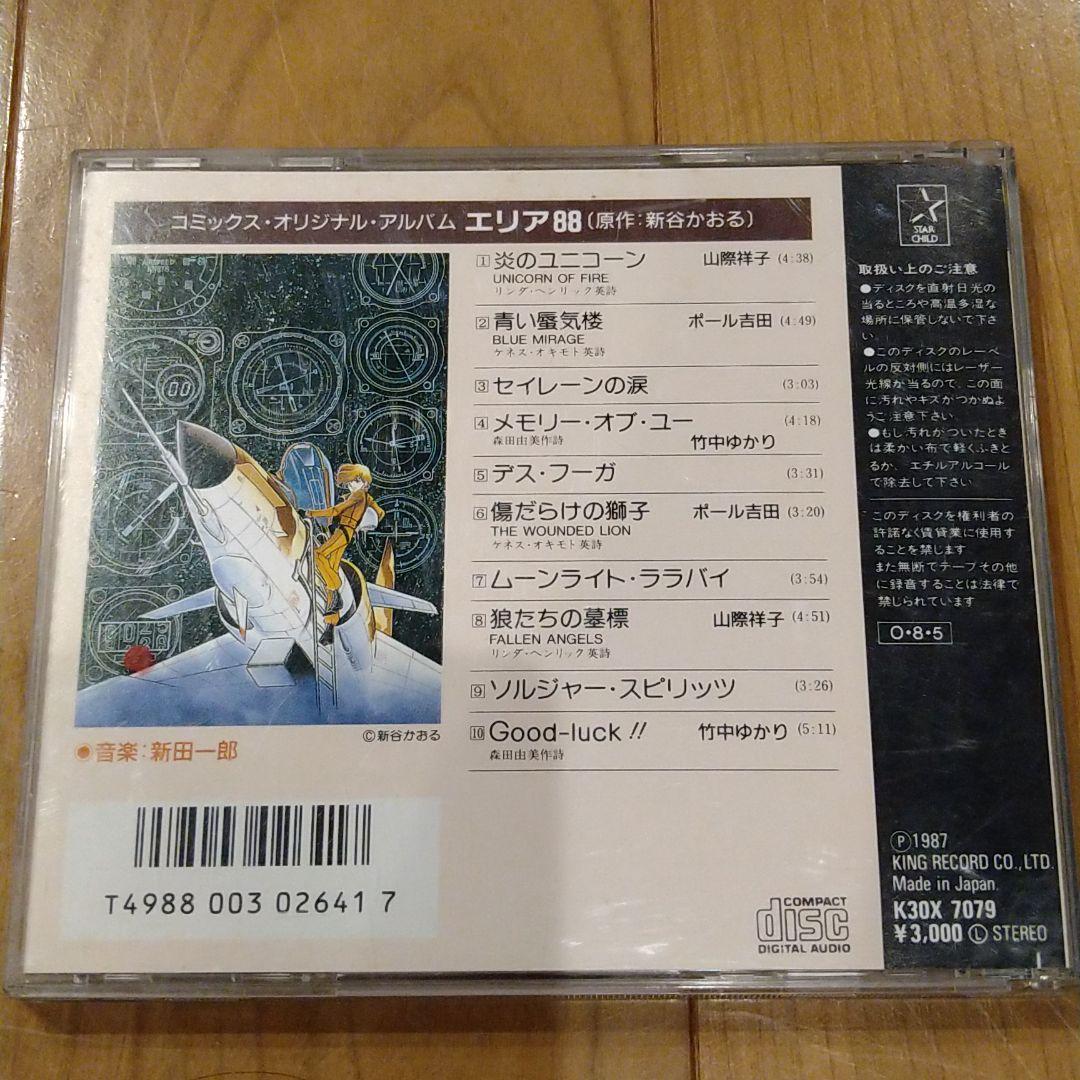 コミックス・オリジナル・アルバム エリア88(原作:新谷かおる)
1 炎のユニコーン 山際祥子 (4:38)
UNICORN OF FIRE
リンダ・ヘンリック英詩
2 青い蜃気楼 ポール吉田 (4:49)
BLUE MIRAGE
ケネス・オキモト英詩
3 セイレーンの涙 (3:03)
4 メモリー・オブ・ユー (4:18)
森田由美作詩 竹中ゆかり
5 デス・フーガ (3:31)
6 傷だらけの獅子 ポール吉田 (3:20)
THE WOUNDED LION
ケネス・オキモト英詩
7 ムーンライト・ララバイ (3:54)
8 狼たちの墓標 山際祥子 (4:51)
FALLEN ANGELS
リンダ・ヘンリック英詩
9 ソルジャー・スピリッツ (3:26)
10 Good-luck!! 竹中ゆかり (5:11)
森田由美作詩
©新谷かおる
●音楽:新田一郎
T4988 003 02641 7
COMPACT
disc
DIGITAL AUDIO
STAR
CHILD
取扱い上のご注意
●ディスクを直射日光の
当るところや高温多湿な
場所に保管しないで下さ
い。
●このディスクのレーベ
ルの反対側にはレーザー
光線が当るので、この面
に汚れやキズがつかぬよ
うご注意下さい。
●もし汚れがついたとき
は柔かい布で軽くふきと
るか、エチルアルコール
で除去して下さい。
このディスクを権利者の
許諾なく賃貸業に使用す
ることを禁じます
また無断でテープその他
に録音することは法律で
禁じられています
O・8・5
Ⓟ1987
KING RECORD CO.,LTD.
Made in Japan.
K30X 7079
¥3,000 Ⓛ STEREO